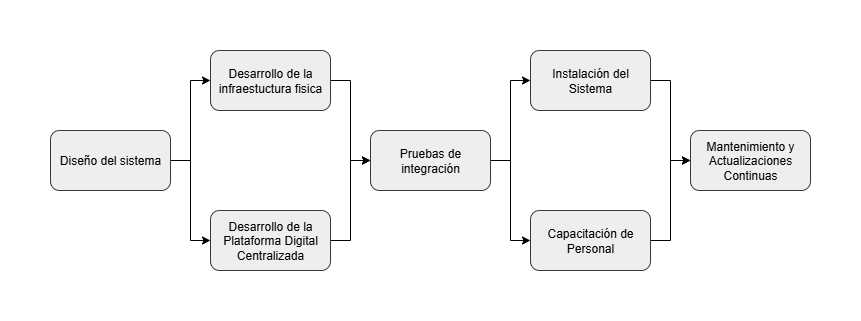 Diseño del sistema
Desarrollo de la
infraestuctura fisica
Desarrollo de la
Plataforma Digital
Centralizada
Pruebas de
integración
Instalación del
Sistema
Capacitación de
Personal
Mantenimiento y
Actualizaciones
Continuas